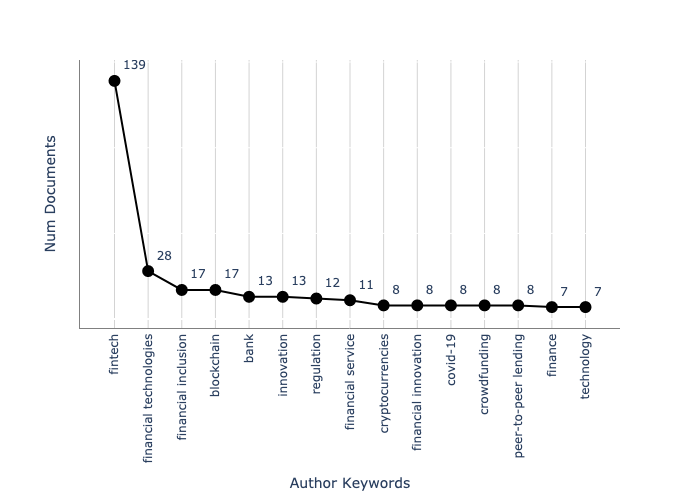 139
28
17
17
13
13
12
11
8
8
8
8
8
7
7
Num Documents
fintech
financial technologies
financial inclusion
blockchain
bank
innovation
regulation
financial service
cryptocurrencies
financial innovation
covid-19
crowdfunding
peer-to-peer lending
finance
technology
Author Keywords